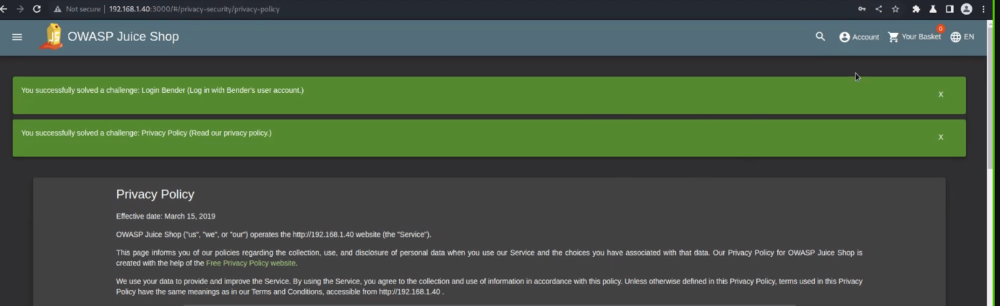 Not secure | 192.168.1.40:3000/#/privacy-security/privacy-policy
OWASP Juice Shop
Account
0
Your Basket
EN
You successfully solved a challenge: Login Bender (Log in with Bender's user account.)
X
You successfully solved a challenge: Privacy Policy (Read our privacy policy.)
X
Privacy Policy
Effective date: March 15, 2019
OWASP Juice Shop ("us", "we", or "our") operates the http://192.168.1.40 website (the "Service").
This page informs you of our policies regarding the collection, use, and disclosure of personal data when you use our Service and the choices you have associated with that data. Our Privacy Policy for OWASP Juice Shop is
created with the help of the Free Privacy Policy website.
We use your data to provide and improve the Service. By using the Service, you agree to the collection and use of information in accordance with this policy. Unless otherwise defined in this Privacy Policy, terms used in this Privacy
Policy have the same meanings as in our Terms and Conditions, accessible from http://192.168.1.40 .